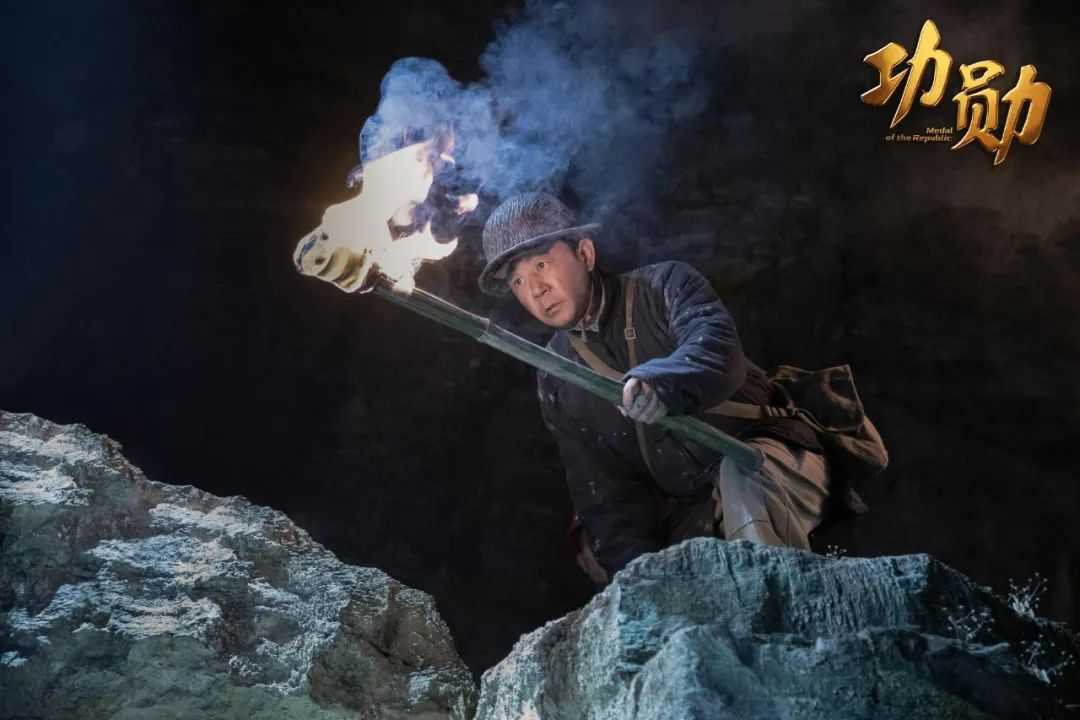 功勋
Medal
of the Republic